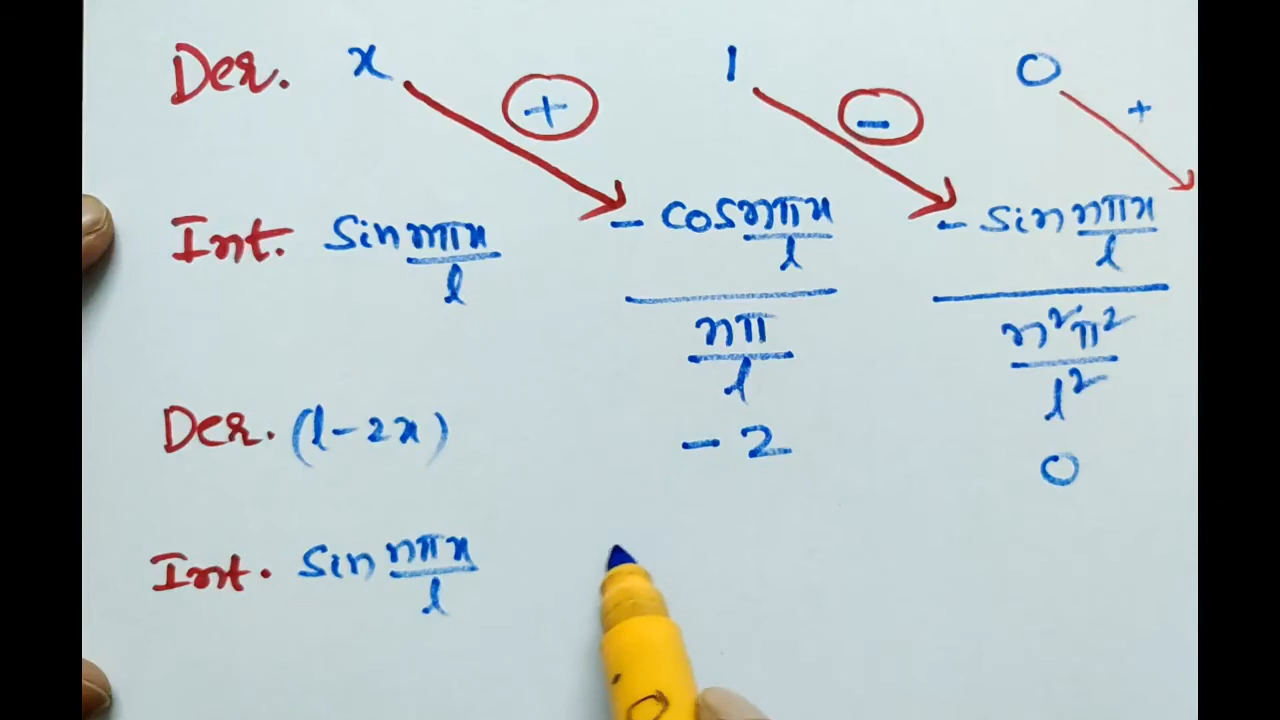 Der. x + 1 - 0 +
Int. Sin nπx/l - cos nπx/l / nπ/l - Sin nπx/l / n²π²/l²
Der. (l-2x) -2 0
Int. Sin nπx/l